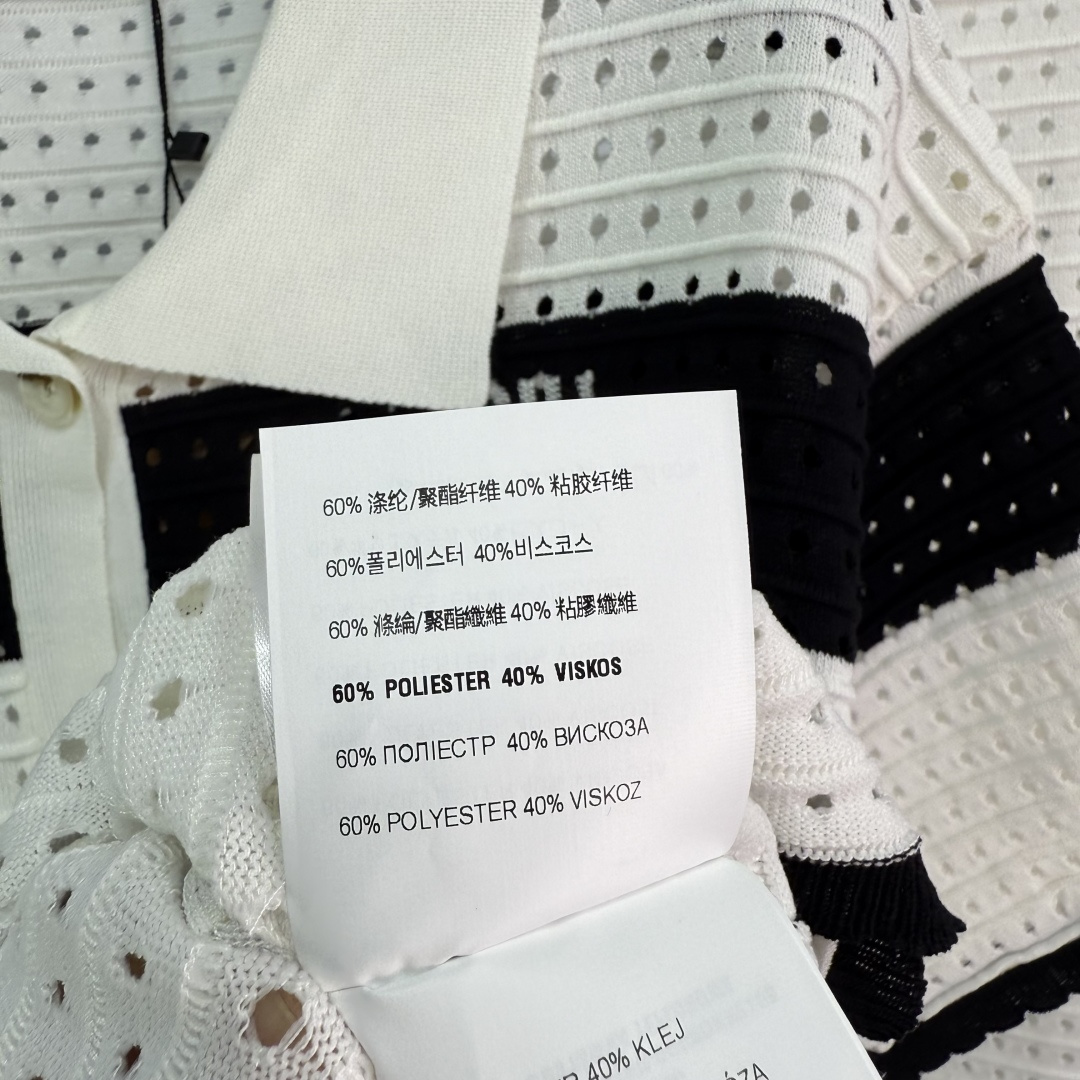 60% 涤纶/聚酯纤维 40% 粘胶纤维
60%폴리에스터 40%비스코스
60% 滌綸/聚酯纖維 40% 粘膠纖維
60% POLIESTER 40% VISKOS
60% ПОЛІЕСТР 40% ВИСКОЗА
60% POLYESTER 40% VISKOZ
40% KLEJ